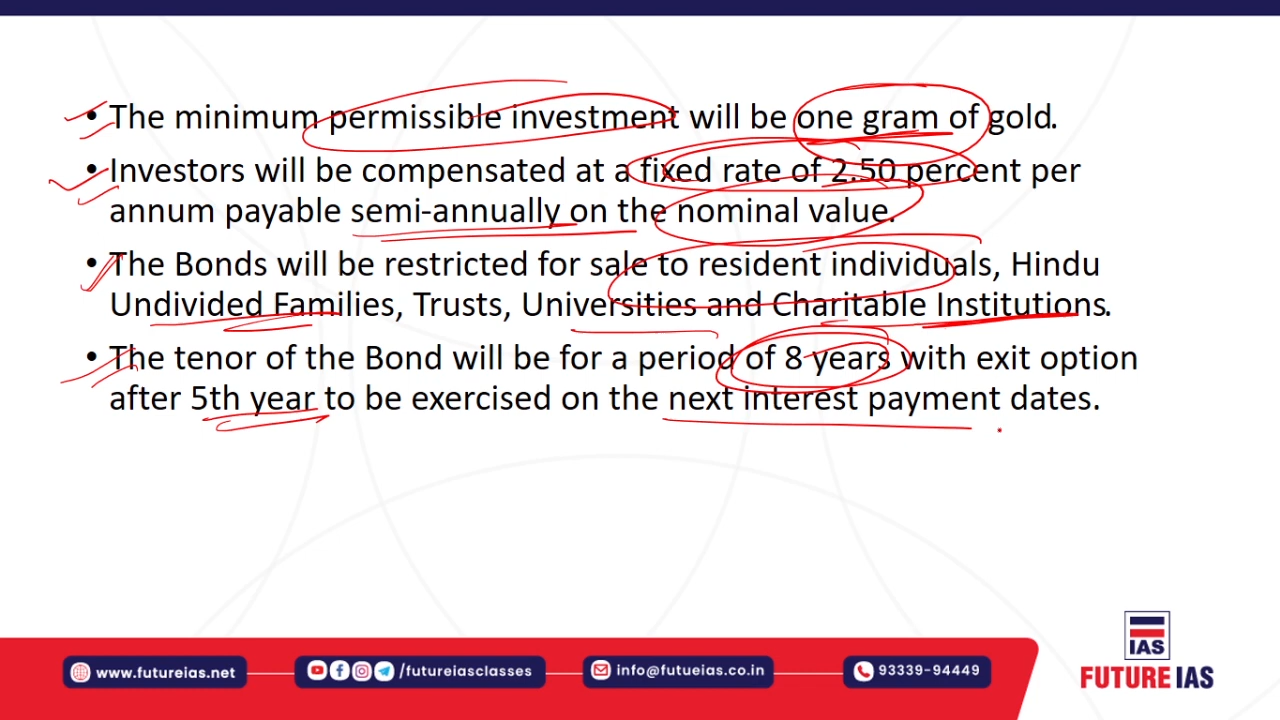 • The minimum permissible investment will be one gram of gold.
• Investors will be compensated at a fixed rate of 2.50 percent per
annum payable semi-annually on the nominal value.
• The Bonds will be restricted for sale to resident individuals, Hindu
Undivided Families, Trusts, Universities and Charitable Institutions.
• The tenor of the Bond will be for a period of 8 years with exit option
after 5th year to be exercised on the next interest payment dates.
IAS
FUTURE IAS
www.futureias.net
/futureiasclasses
info@futueias.co.in
93339-94449